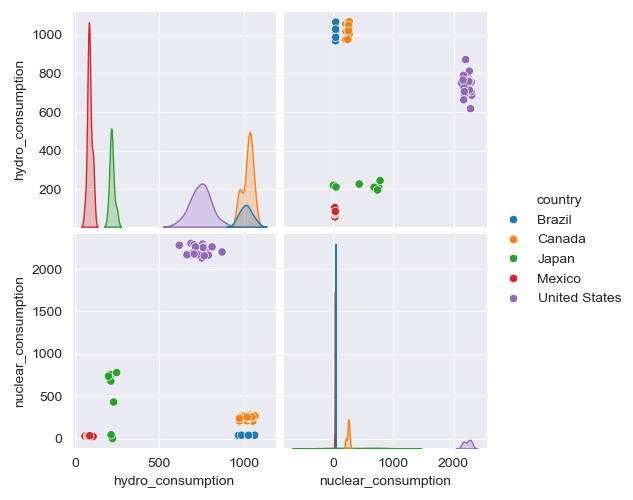 hydro_consumption
1000
800
600
400
200
country
Brazil
Canada
Japan
Mexico
United States
nuclear_consumption
2000
1500
1000
500
0
0
500
1000
hydro_consumption
0
1000
2000
nuclear_consumption